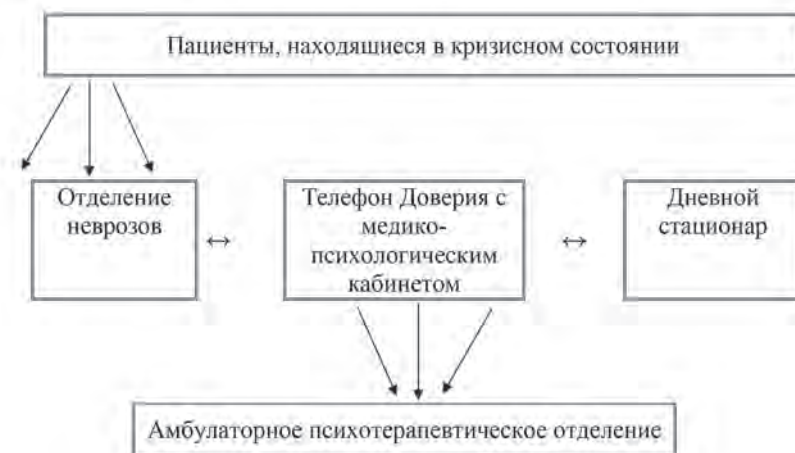 Пациенты, находящиеся в кризисном состоянии
Отделение
неврозов
Телефон Доверия с
медико-
психологическим
кабинетом
Дневной
стационар
Амбулаторное психотерапевтическое отделение